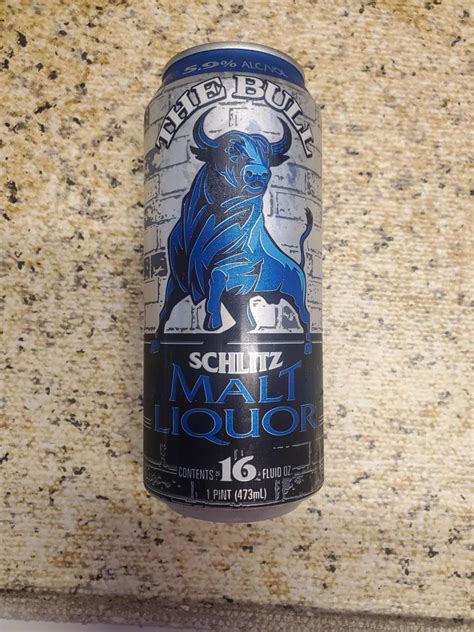 5.9% ALC/VOL
THE BULL
SCHLITZ
MALT
LIQUOR
CONTENTS 16 FLUID OZ
1 PINT (473mL)